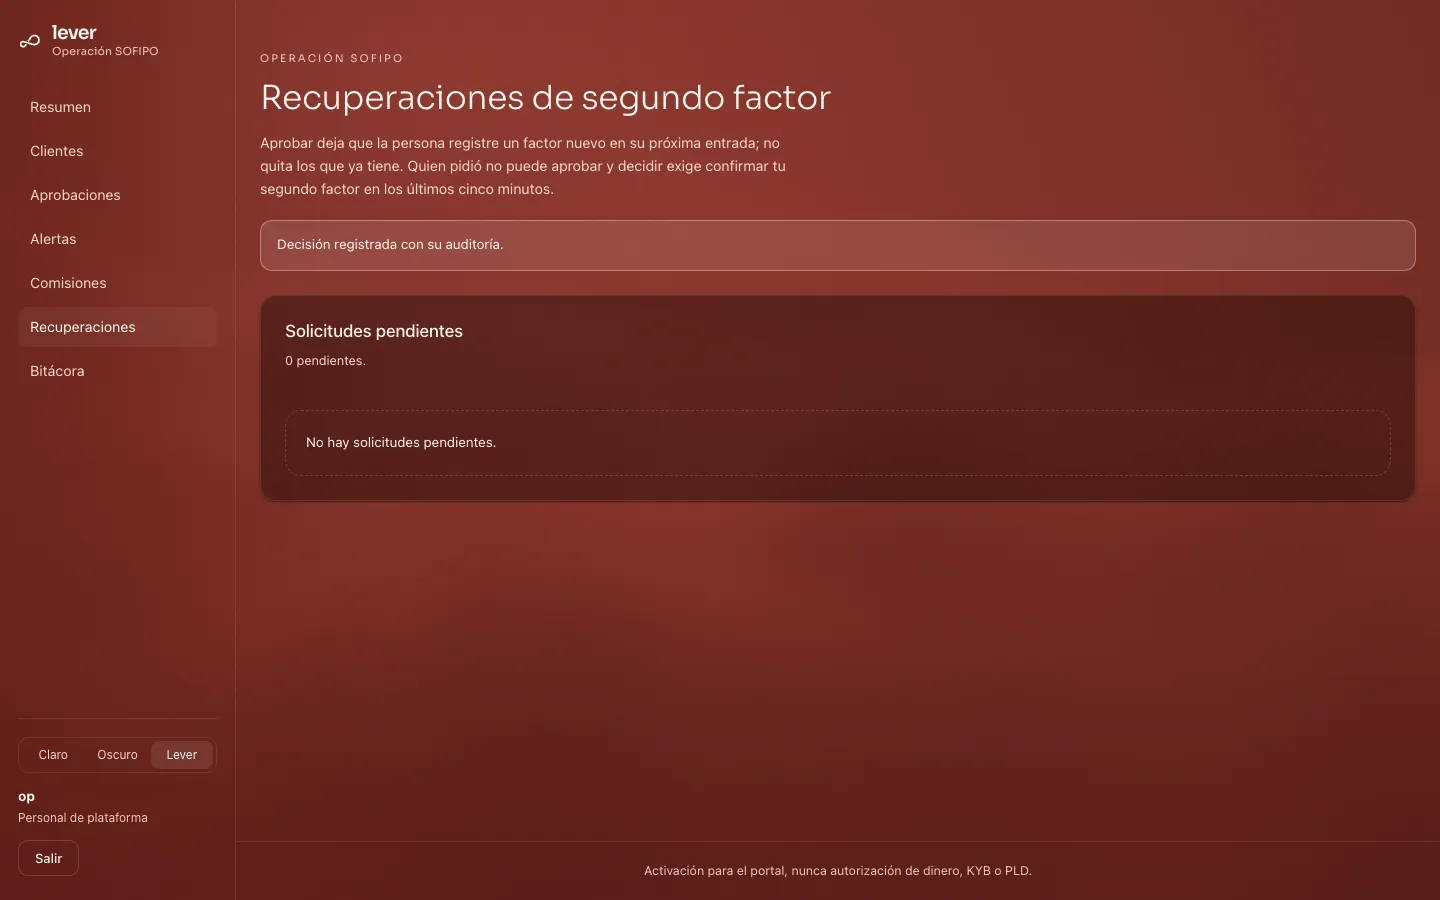 lever
Operación SOFIPO
Resumen
Clientes
Aprobaciones
Alertas
Comisiones
Recuperaciones
Bitácora
Claro Oscuro Lever
op
Personal de plataforma
Salir
OPERACIÓN SOFIPO
Recuperaciones de segundo factor
Aprobar deja que la persona registre un factor nuevo en su próxima entrada; no
quita los que ya tiene. Quien pidió no puede aprobar y decidir exige confirmar tu
segundo factor en los últimos cinco minutos.
Decisión registrada con su auditoría.
Solicitudes pendientes
0 pendientes.
No hay solicitudes pendientes.
Activación para el portal, nunca autorización de dinero, KYB o PLD.